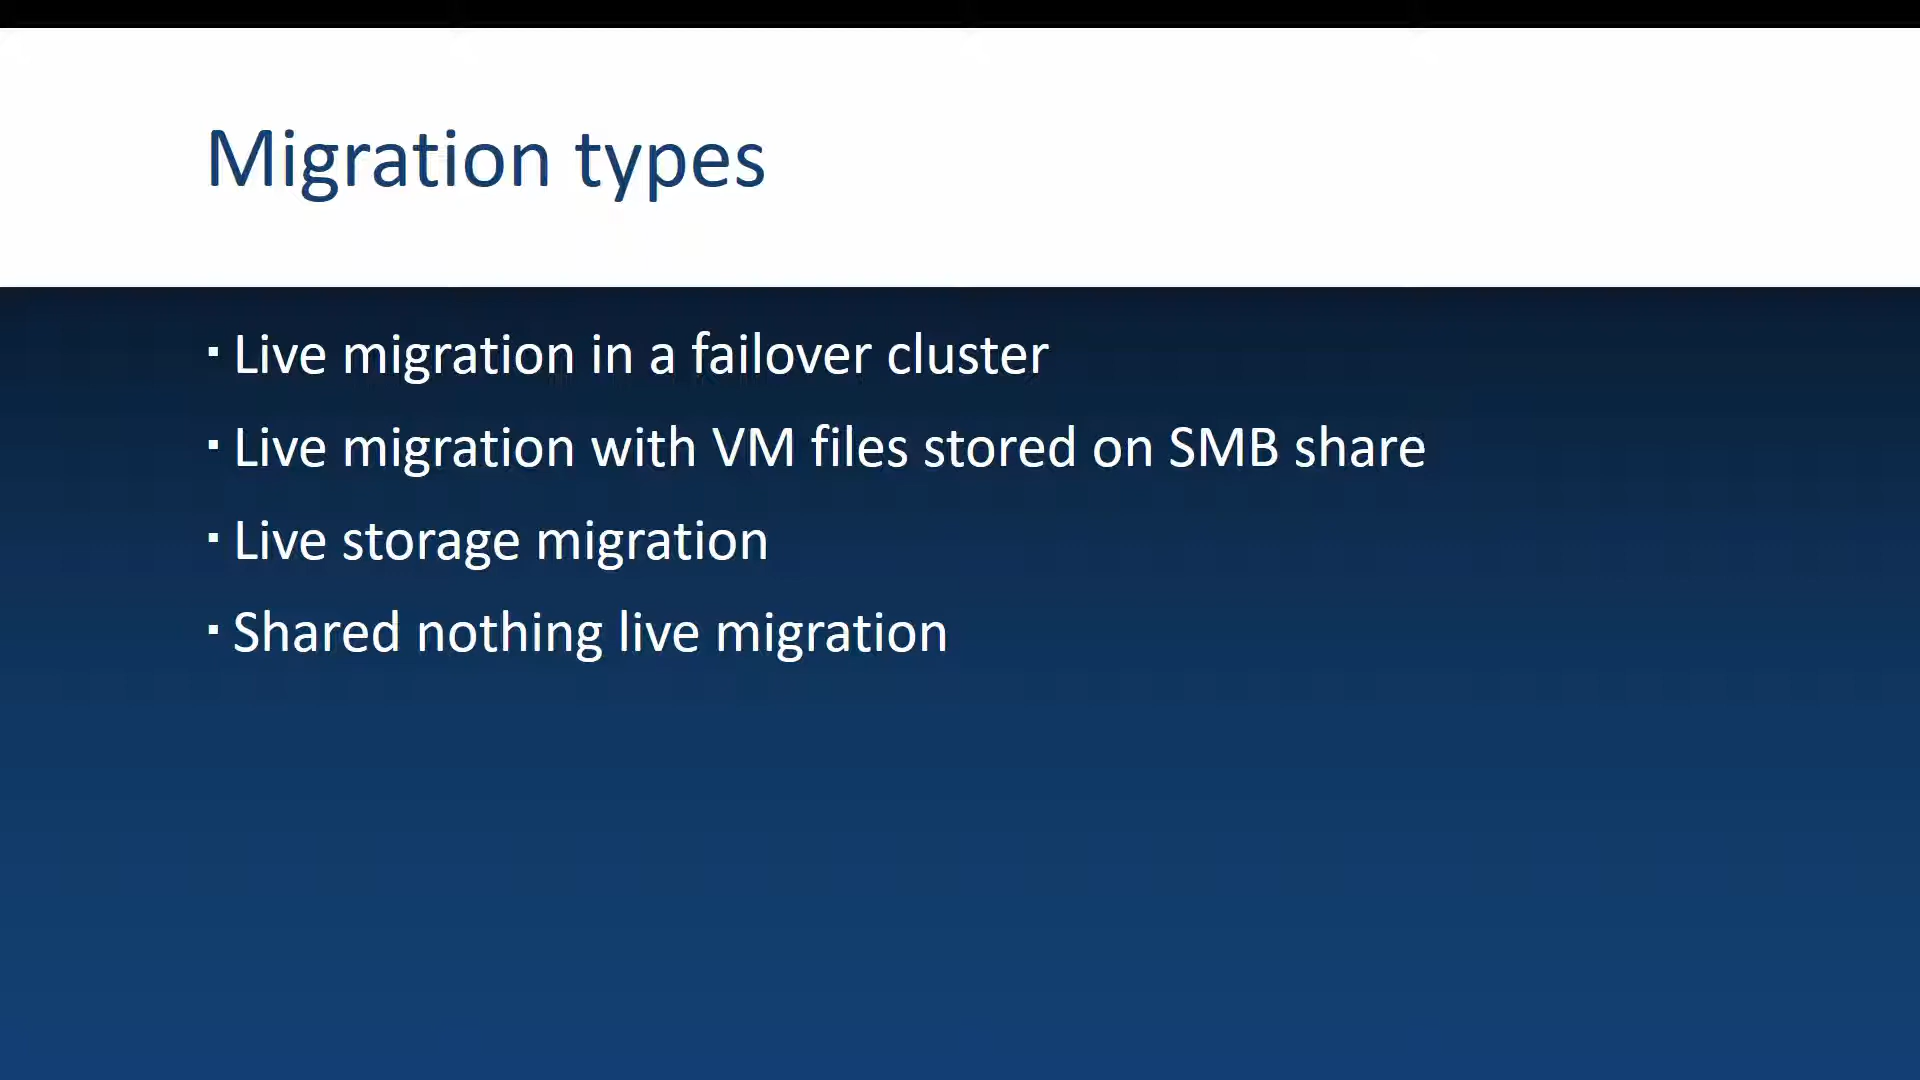 Migration types
▪ Live migration in a failover cluster
▪ Live migration with VM files stored on SMB share
▪ Live storage migration
▪ Shared nothing live migration